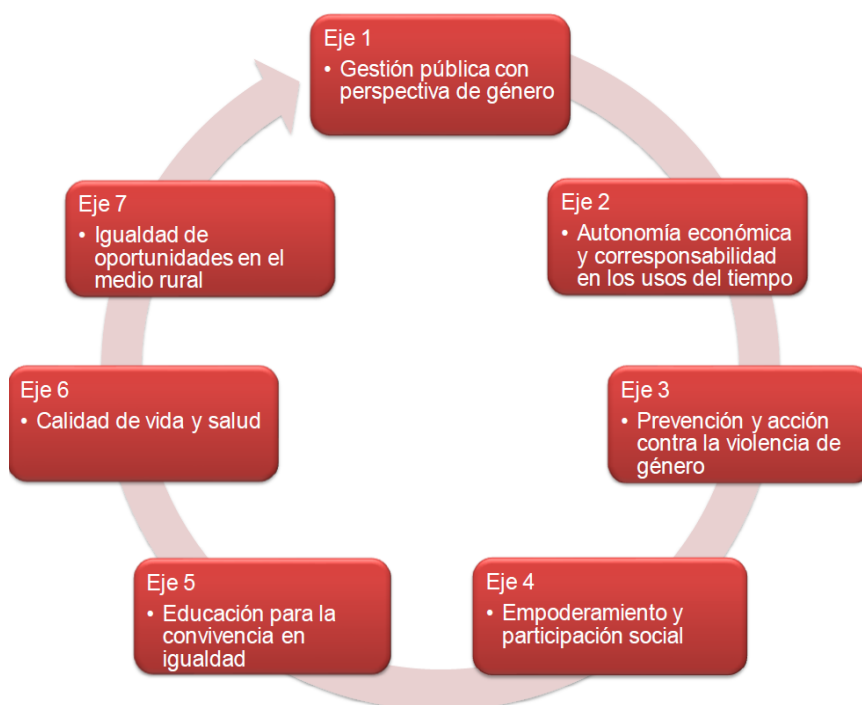 Eje 1
• Gestión pública con
perspectiva de género
Eje 2
• Autonomía económica
y corresponsabilidad
en los usos del tiempo
Eje 3
• Prevención y acción
contra la violencia de
género
Eje 4
• Empoderamiento y
participación social
Eje 5
• Educación para la
convivencia en
igualdad
Eje 6
• Calidad de vida y salud
Eje 7
• Igualdad de
oportunidades en el
medio rural